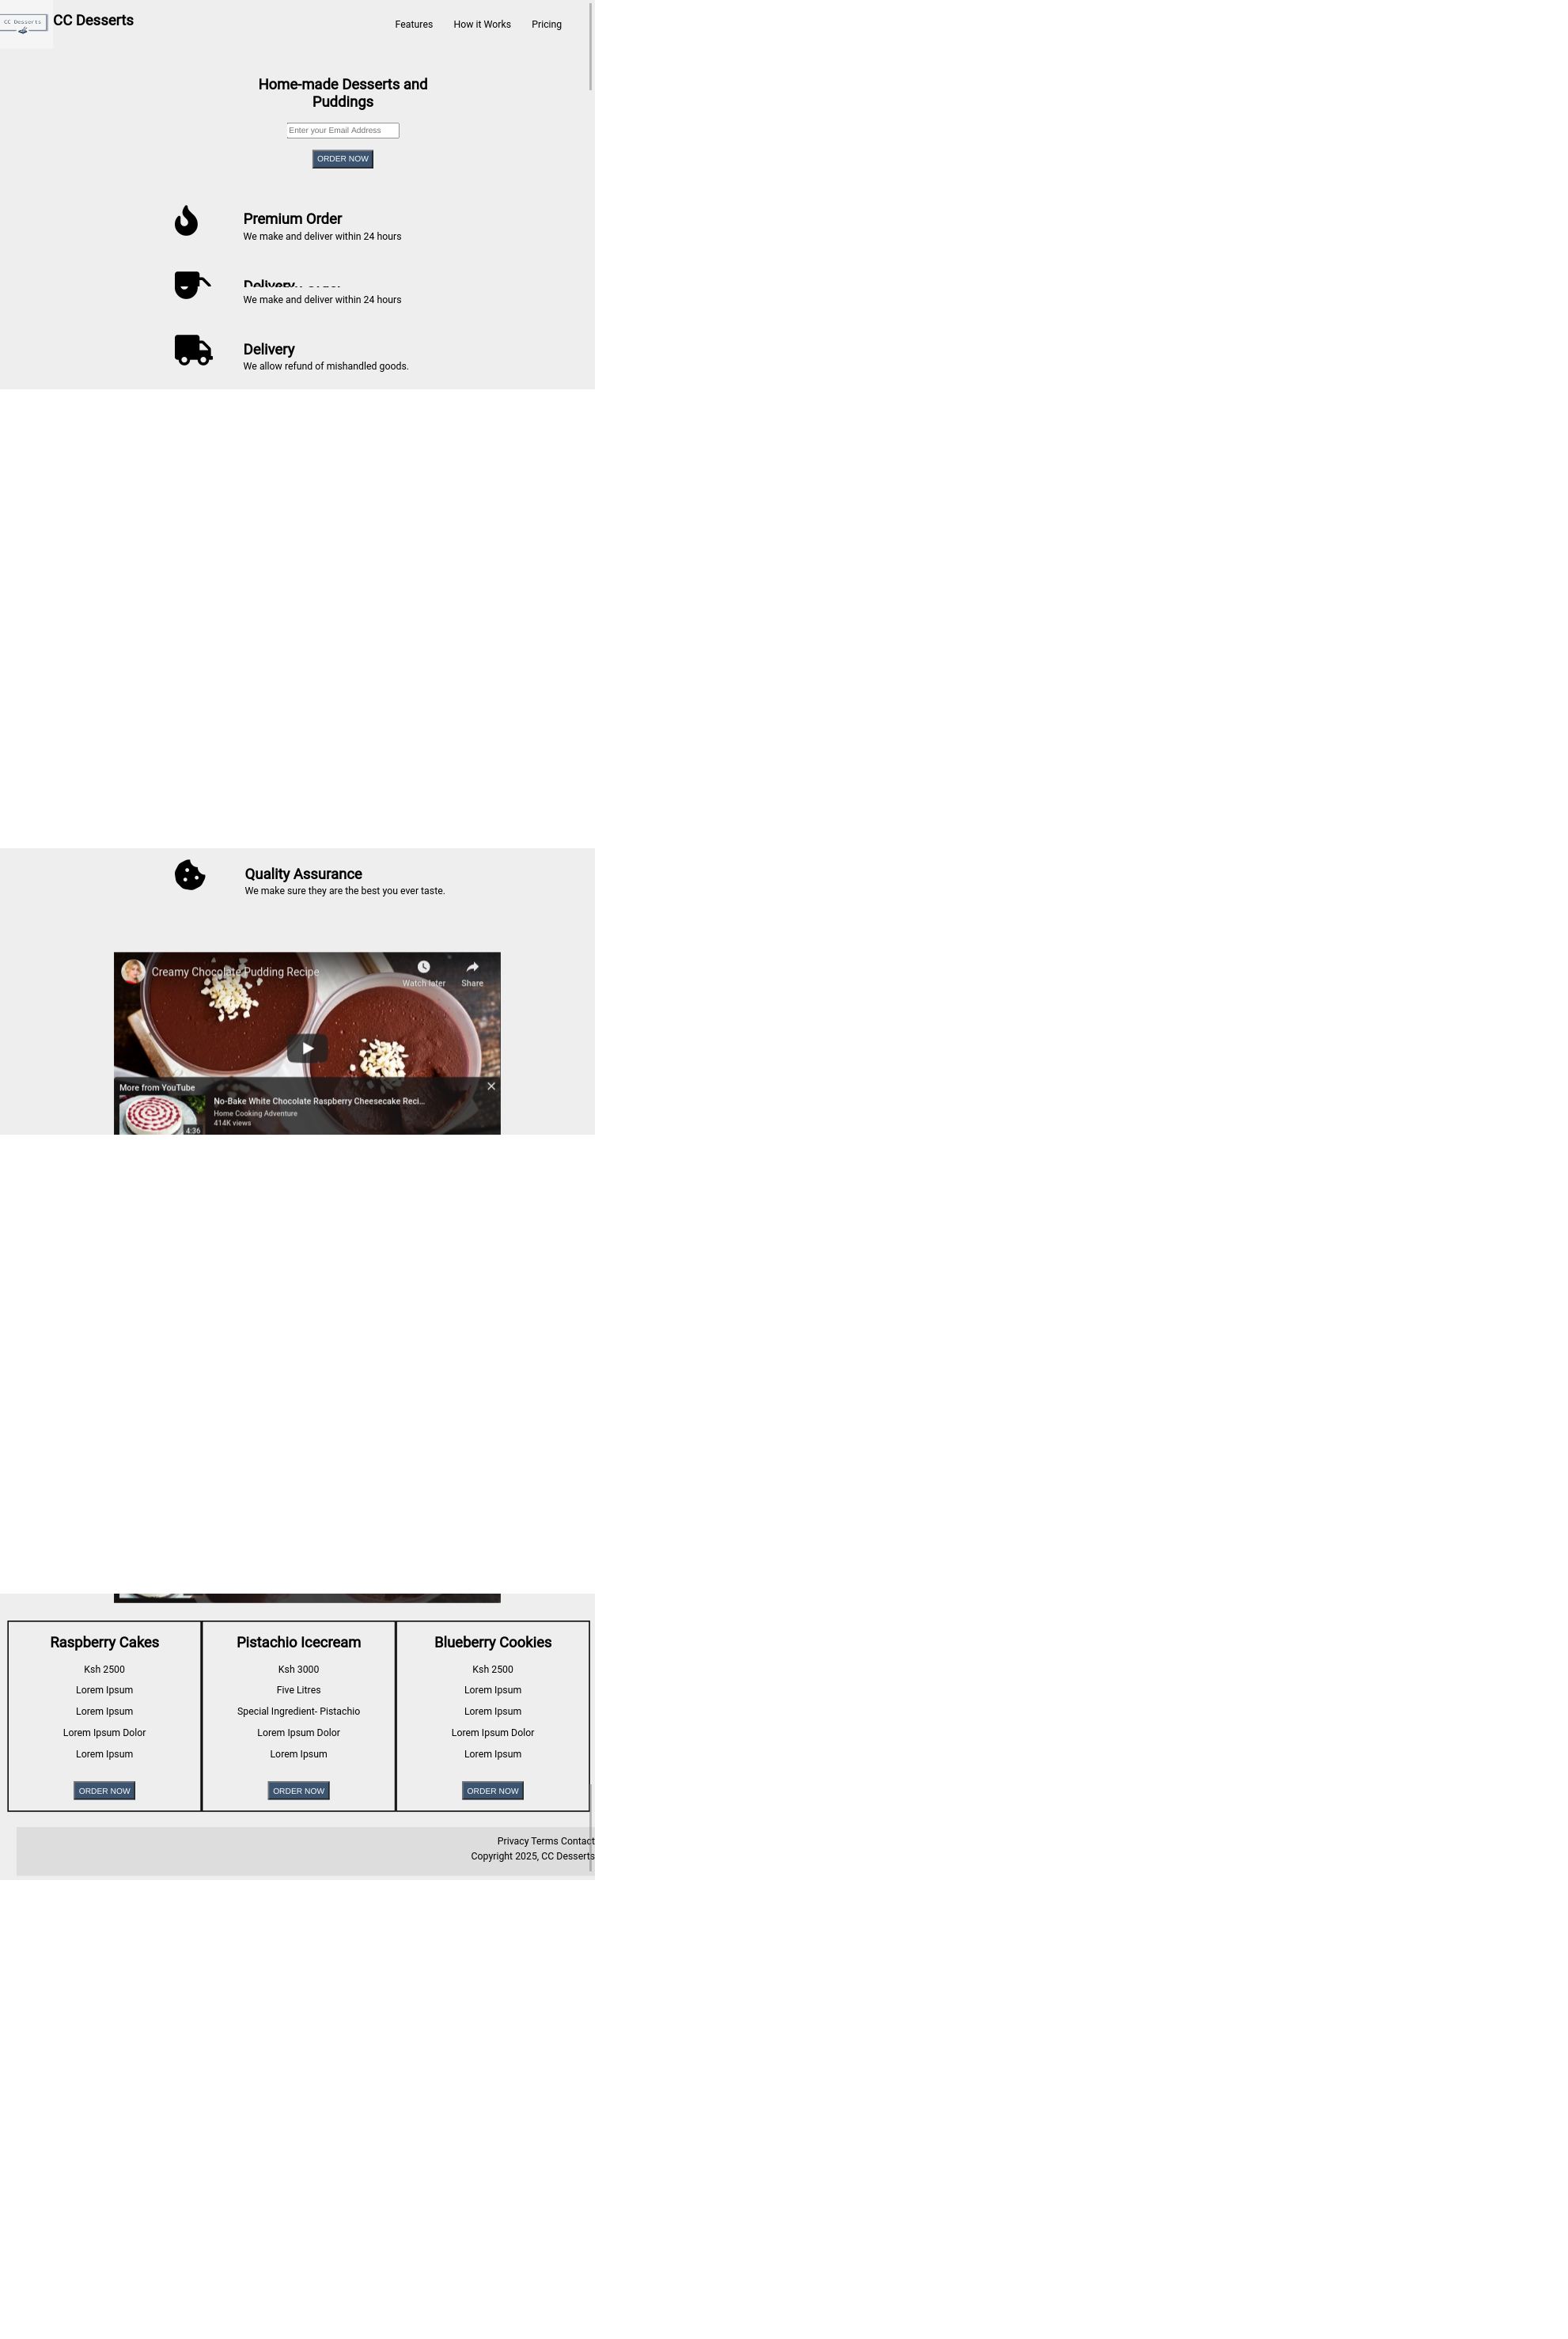 CC Desserts
CC Desserts
Features
How it Works
Pricing
Home-made Desserts and
Puddings
Enter your Email Address
ORDER NOW
Premium Order
We make and deliver within 24 hours
Delivery
We make and deliver within 24 hours
Delivery
We allow refund of mishandled goods.
Quality Assurance
We make sure they are the best you ever taste.
Creamy Chocolate Pudding Recipe
Watch later
Share
More from YouTube
No-Bake White Chocolate Raspberry Cheesecake Reci...
Home Cooking Adventure
414K views
4:36
Raspberry Cakes
Ksh 2500
Lorem Ipsum
Lorem Ipsum
Lorem Ipsum Dolor
Lorem Ipsum
ORDER NOW
Pistachio Icecream
Ksh 3000
Five Litres
Special Ingredient- Pistachio
Lorem Ipsum Dolor
Lorem Ipsum
ORDER NOW
Blueberry Cookies
Ksh 2500
Lorem Ipsum
Lorem Ipsum
Lorem Ipsum Dolor
Lorem Ipsum
ORDER NOW
Privacy Terms Contact
Copyright 2025, CC Desserts